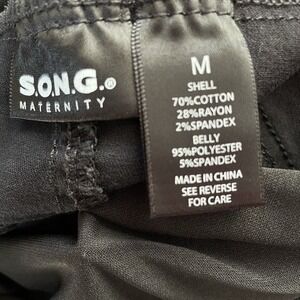 S.O.N.G.®
MATERNITY
M
SHELL
70%COTTON
28%RAYON
2%SPANDEX
BELLY
95%POLYESTER
5%SPANDEX
MADE IN CHINA
SEE REVERSE
FOR CARE